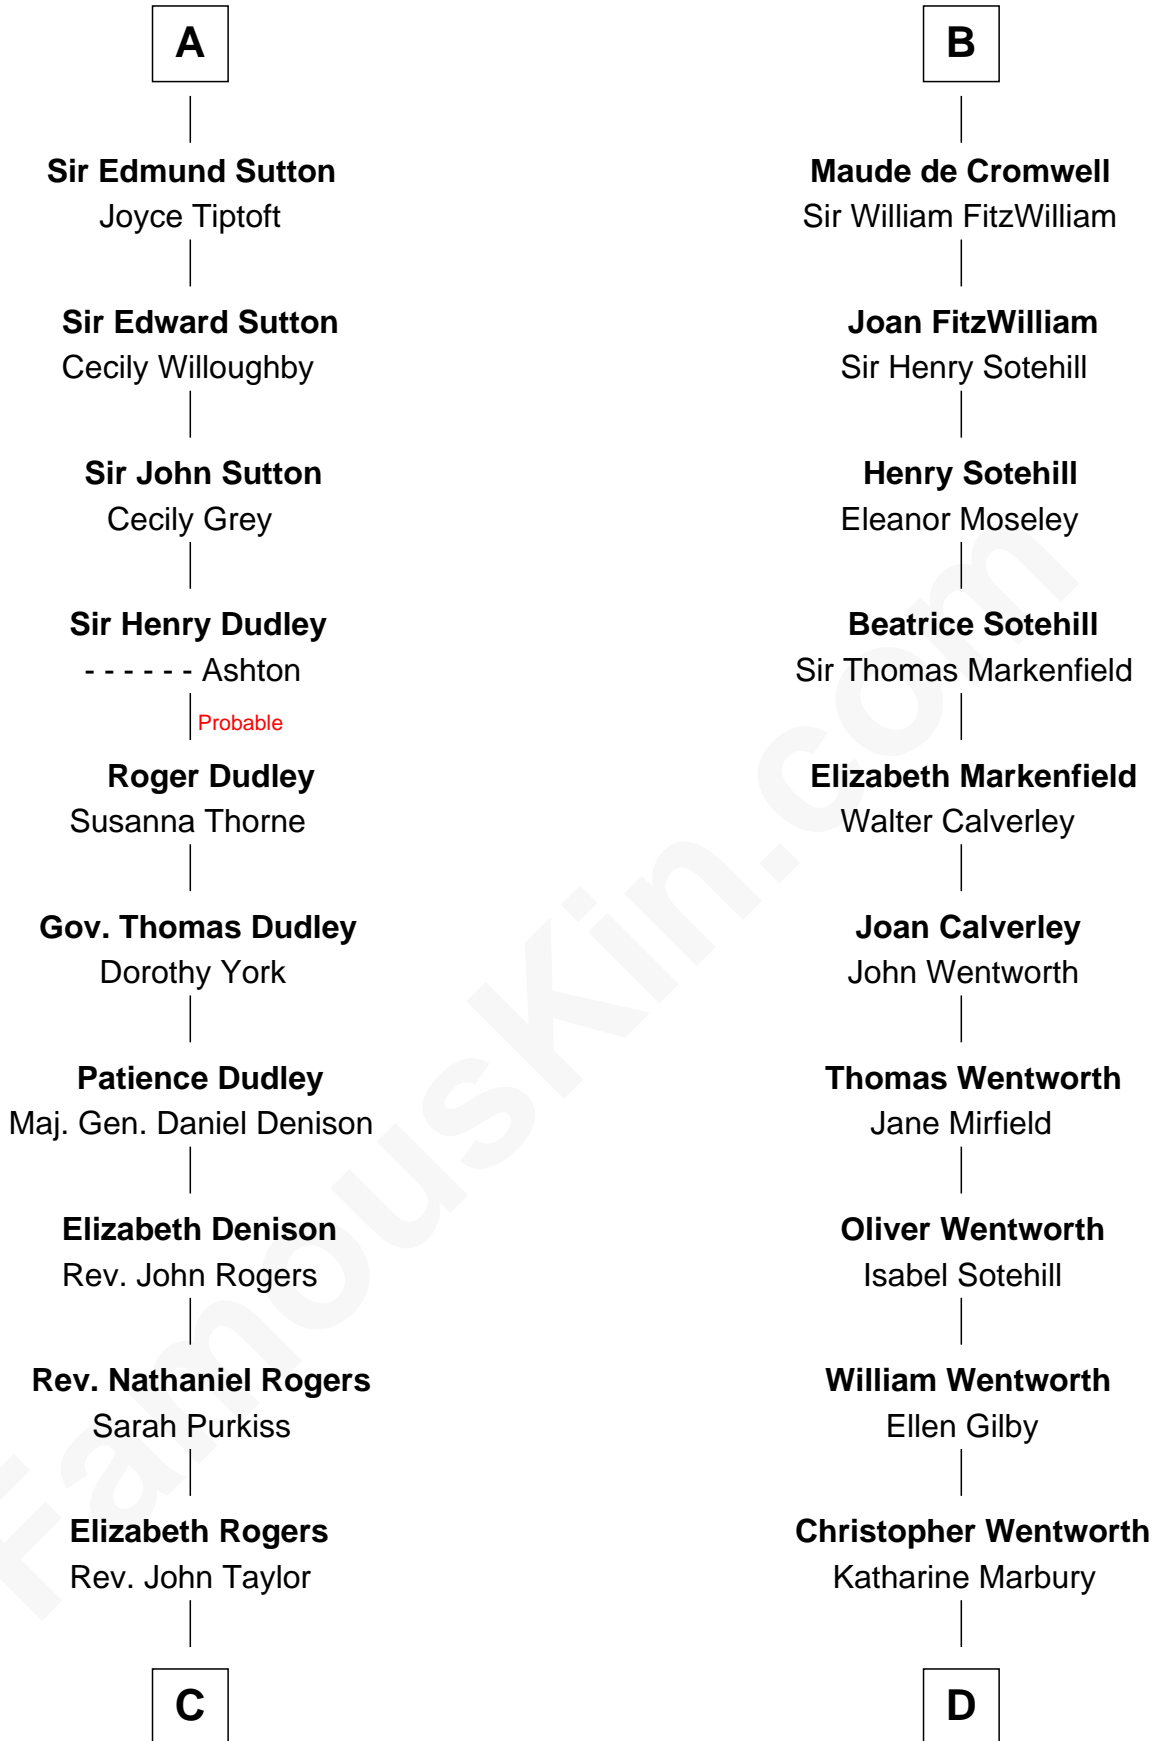 A
Sir Edmund Sutton
Joyce Tiptoft
Sir Edward Sutton
Cecily Willoughby
Sir John Sutton
Cecily Grey
Sir Henry Dudley
- - - - - - Ashton
Probable
Roger Dudley
Susanna Thorne
Gov. Thomas Dudley
Dorothy York
Patience Dudley
Maj. Gen. Daniel Denison
Elizabeth Denison
Rev. John Rogers
Rev. Nathaniel Rogers
Sarah Purkiss
Elizabeth Rogers
Rev. John Taylor
C
B
Maude de Cromwell
Sir William FitzWilliam
Joan FitzWilliam
Sir Henry Sotehill
Henry Sotehill
Eleanor Moseley
Beatrice Sotehill
Sir Thomas Markenfield
Elizabeth Markenfield
Walter Calverley
Joan Calverley
John Wentworth
Thomas Wentworth
Jane Mirfield
Oliver Wentworth
Isabel Sotehill
William Wentworth
Ellen Gilby
Christopher Wentworth
Katharine Marbury
D
FamousKin.com